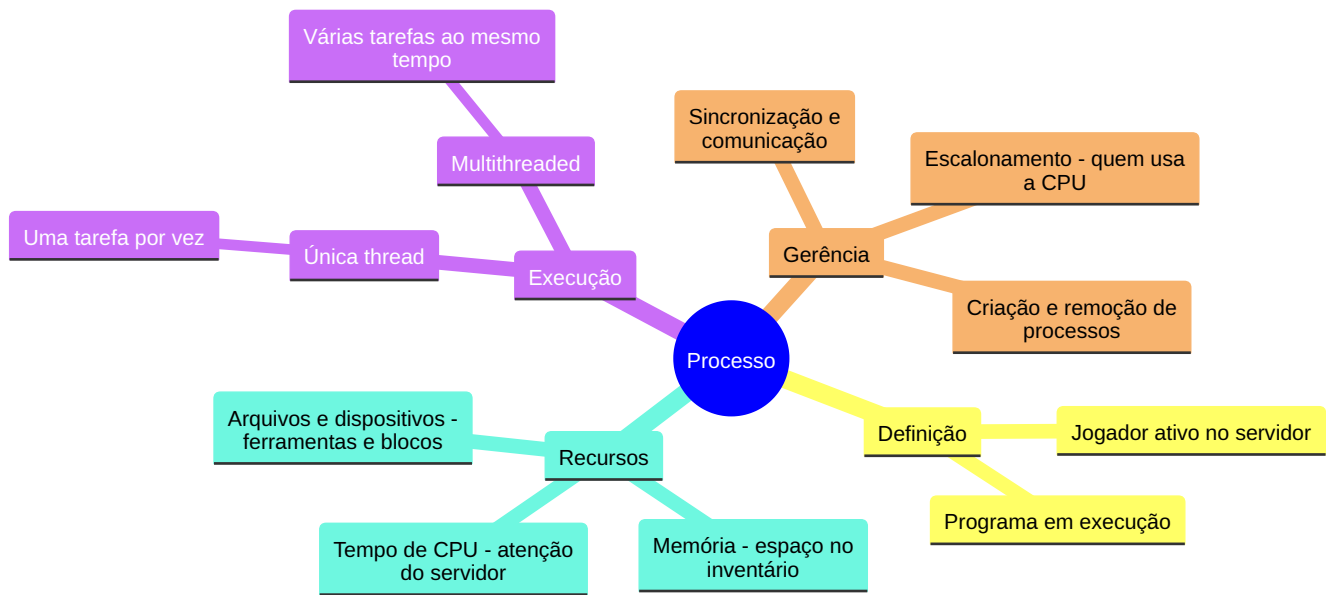 Várias tarefas ao mesmo
tempo
Multithreaded
Uma tarefa por vez
Única thread
Execução
Sincronização e
comunicação
Escalonamento - quem usa
a CPU
Gerência
Criação e remoção de
processos
Processo
Arquivos e dispositivos -
ferramentas e blocos
Recursos
Tempo de CPU - atenção
do servidor
Memória - espaço no
inventário
Definição
Jogador ativo no servidor
Programa em execução